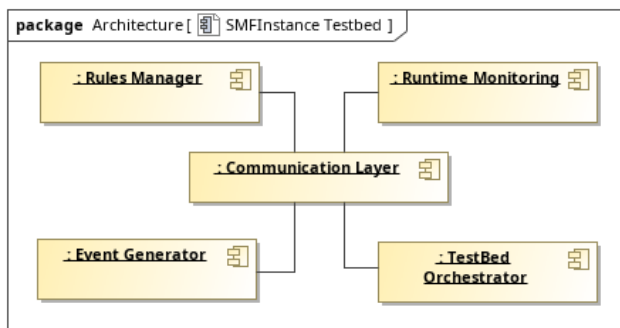 package Architecture [ SMFInstance Testbed ]
: Rules Manager
: Runtime Monitoring
: Communication Layer
: Event Generator
: TestBed
Orchestrator